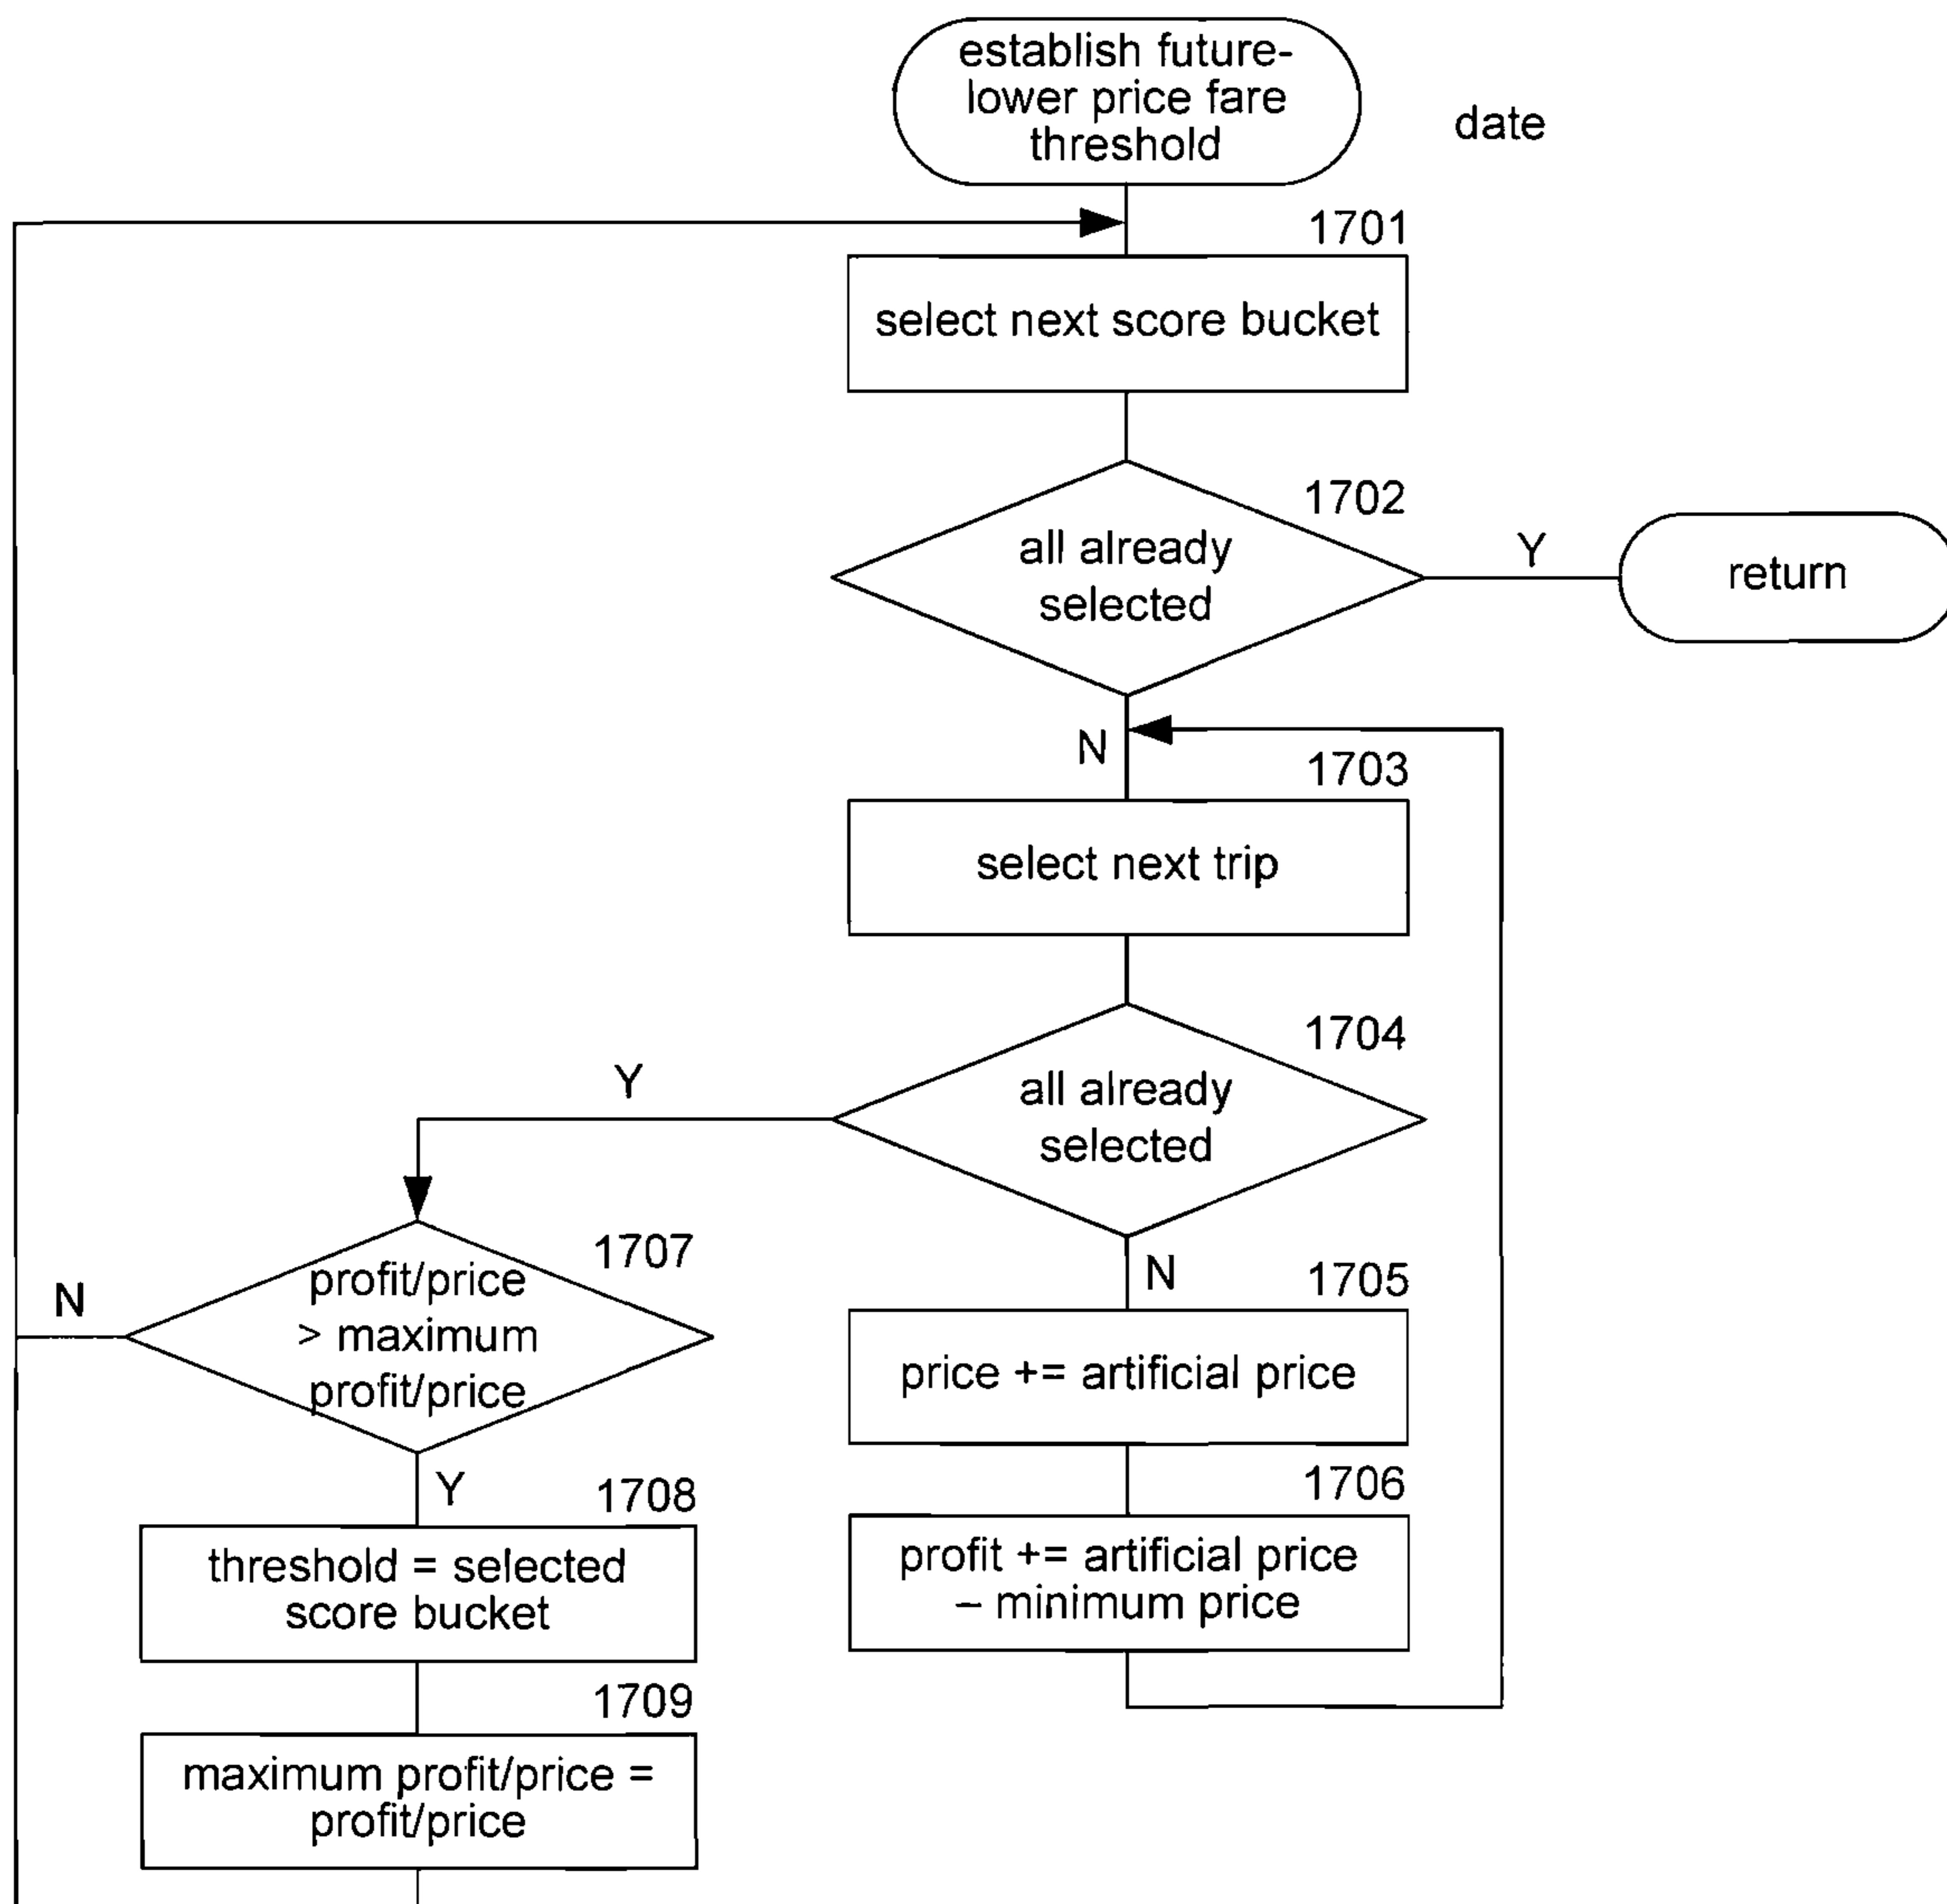 establish future-
lower price fare
threshold
date
1701
select next score bucket
1702
all already
selected
Y
return
N
1703
select next trip
1704
all already
selected
Y
N
1705
price += artificial price
1706
profit += artificial price
– minimum price
1707
profit/price
> maximum
profit/price
N
Y
1708
threshold = selected
score bucket
1709
maximum profit/price =
profit/price